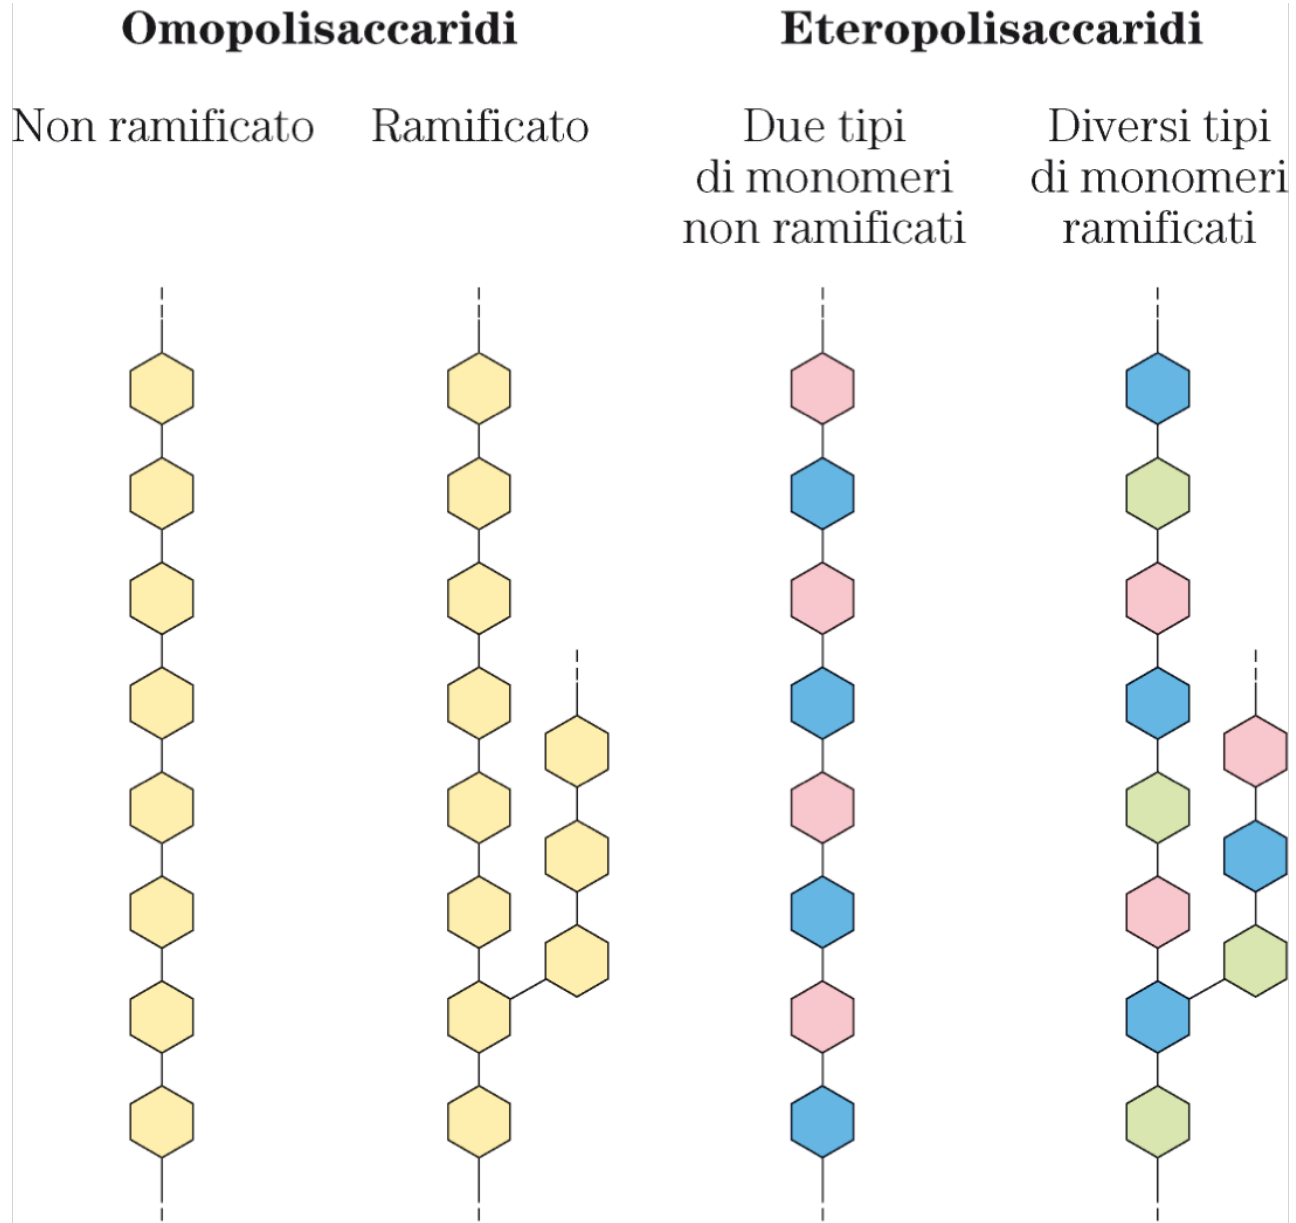 Omopolisaccaridi
Eteropolisaccaridi
Non ramificato
Ramificato
Due tipi
di monomeri
non ramificati
Diversi tipi
di monomeri
ramificati